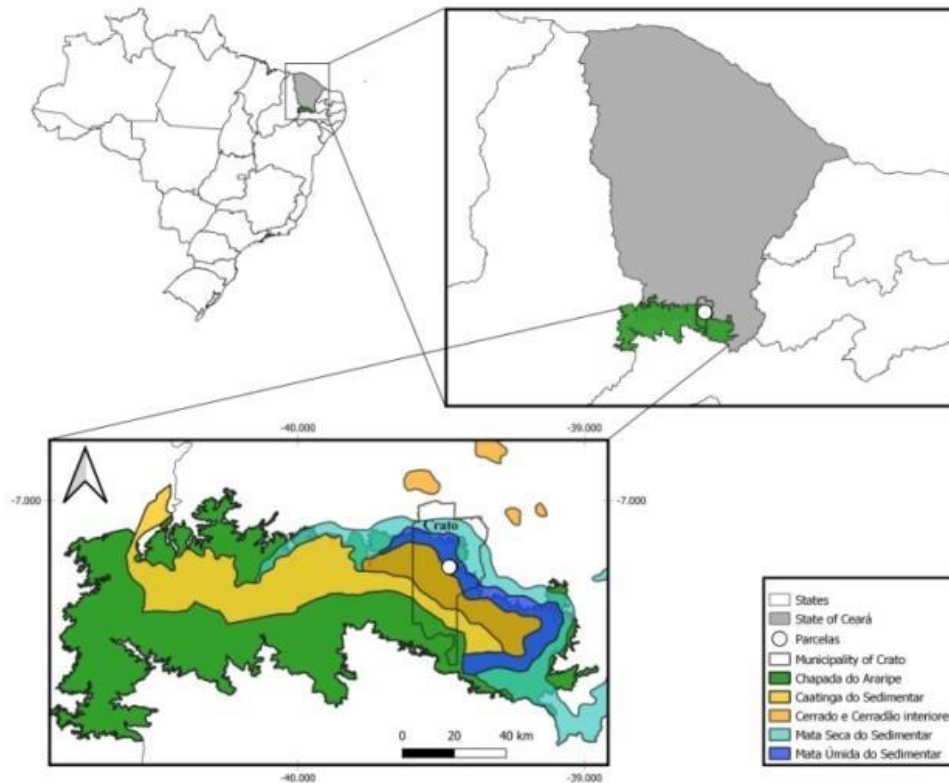 -40.000 -39.000
-7.000 -7.000
Crato
0 20 40 km
-40.000 -39.000
States
State of Ceará
Parcelas
Municipality of Crato
Chapada do Araripe
Caatinga do Sedimentar
Cerrado e Cerradão interiores
Mata Seca do Sedimentar
Mata Úmida do Sedimentar